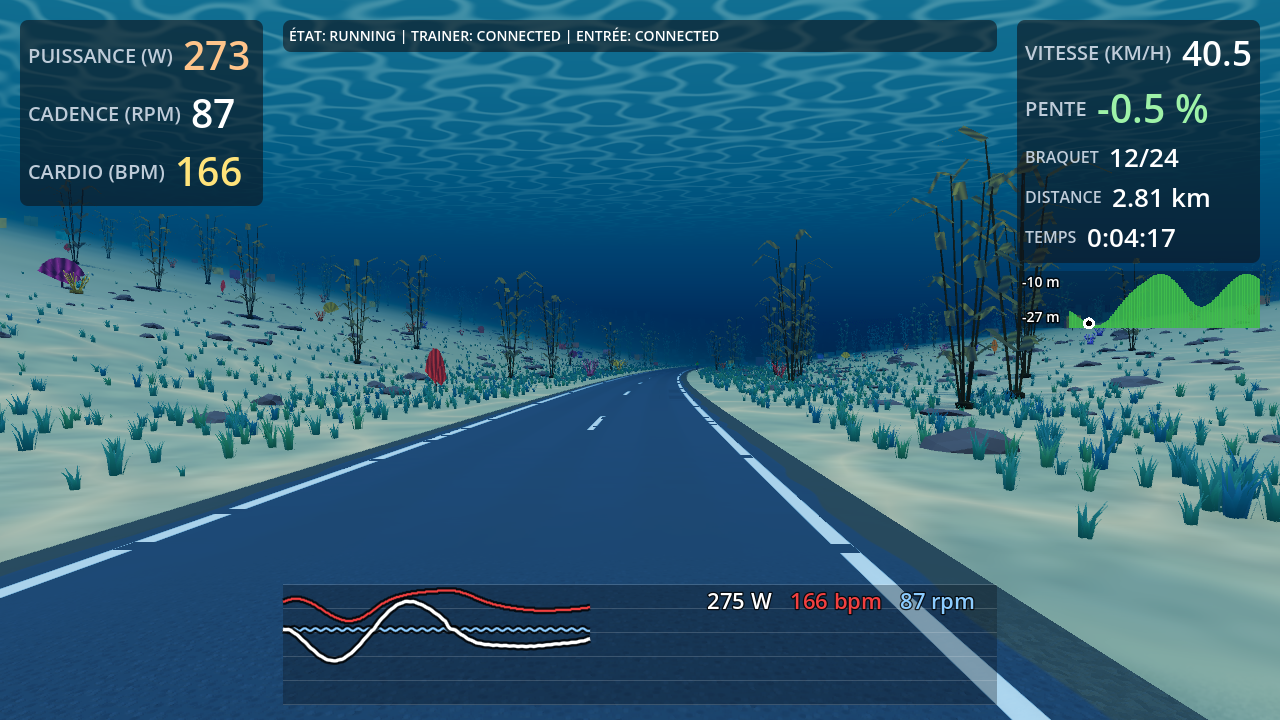 PUISSANCE (W) 273
CADENCE (RPM) 87
CARDIO (BPM) 166
ÉTAT: RUNNING | TRAINER: CONNECTED | ENTRÉE: CONNECTED
VITESSE (KM/H) 40.5
PENTE -0.5 %
BRAQUET 12/24
DISTANCE 2.81 km
TEMPS 0:04:17
-10 m
-27 m
275 W 166 bpm 87 rpm